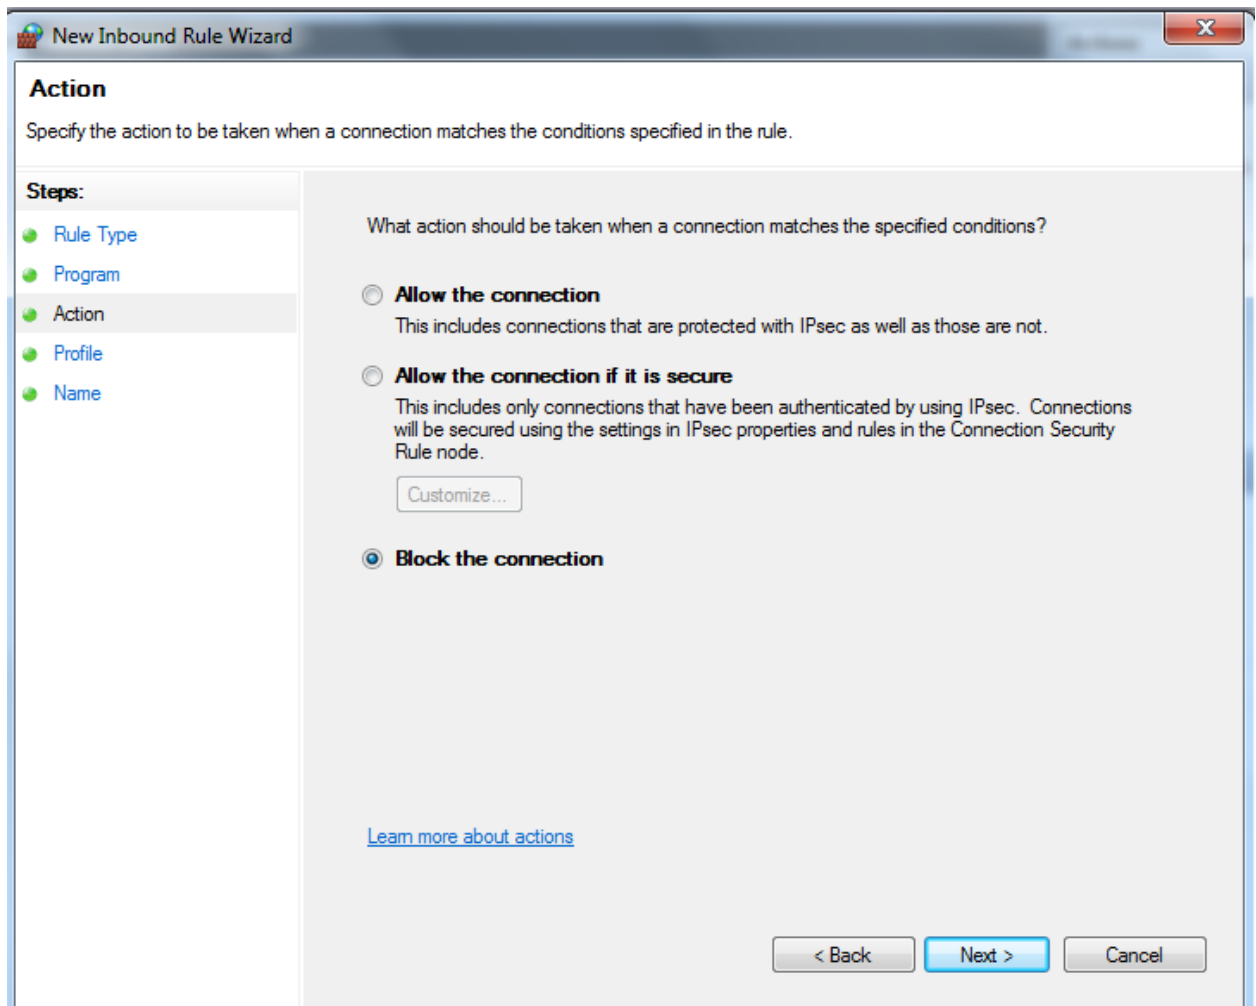 New Inbound Rule Wizard
Action
Specify the action to be taken when a connection matches the conditions specified in the rule.
Steps:
Rule Type
Program
Action
Profile
Name
What action should be taken when a connection matches the specified conditions?
Allow the connection
This includes connections that are protected with IPsec as well as those are not.
Allow the connection if it is secure
This includes only connections that have been authenticated by using IPsec. Connections
will be secured using the settings in IPsec properties and rules in the Connection Security
Rule node.
Customize...
Block the connection
Learn more about actions
< Back
Next >
Cancel